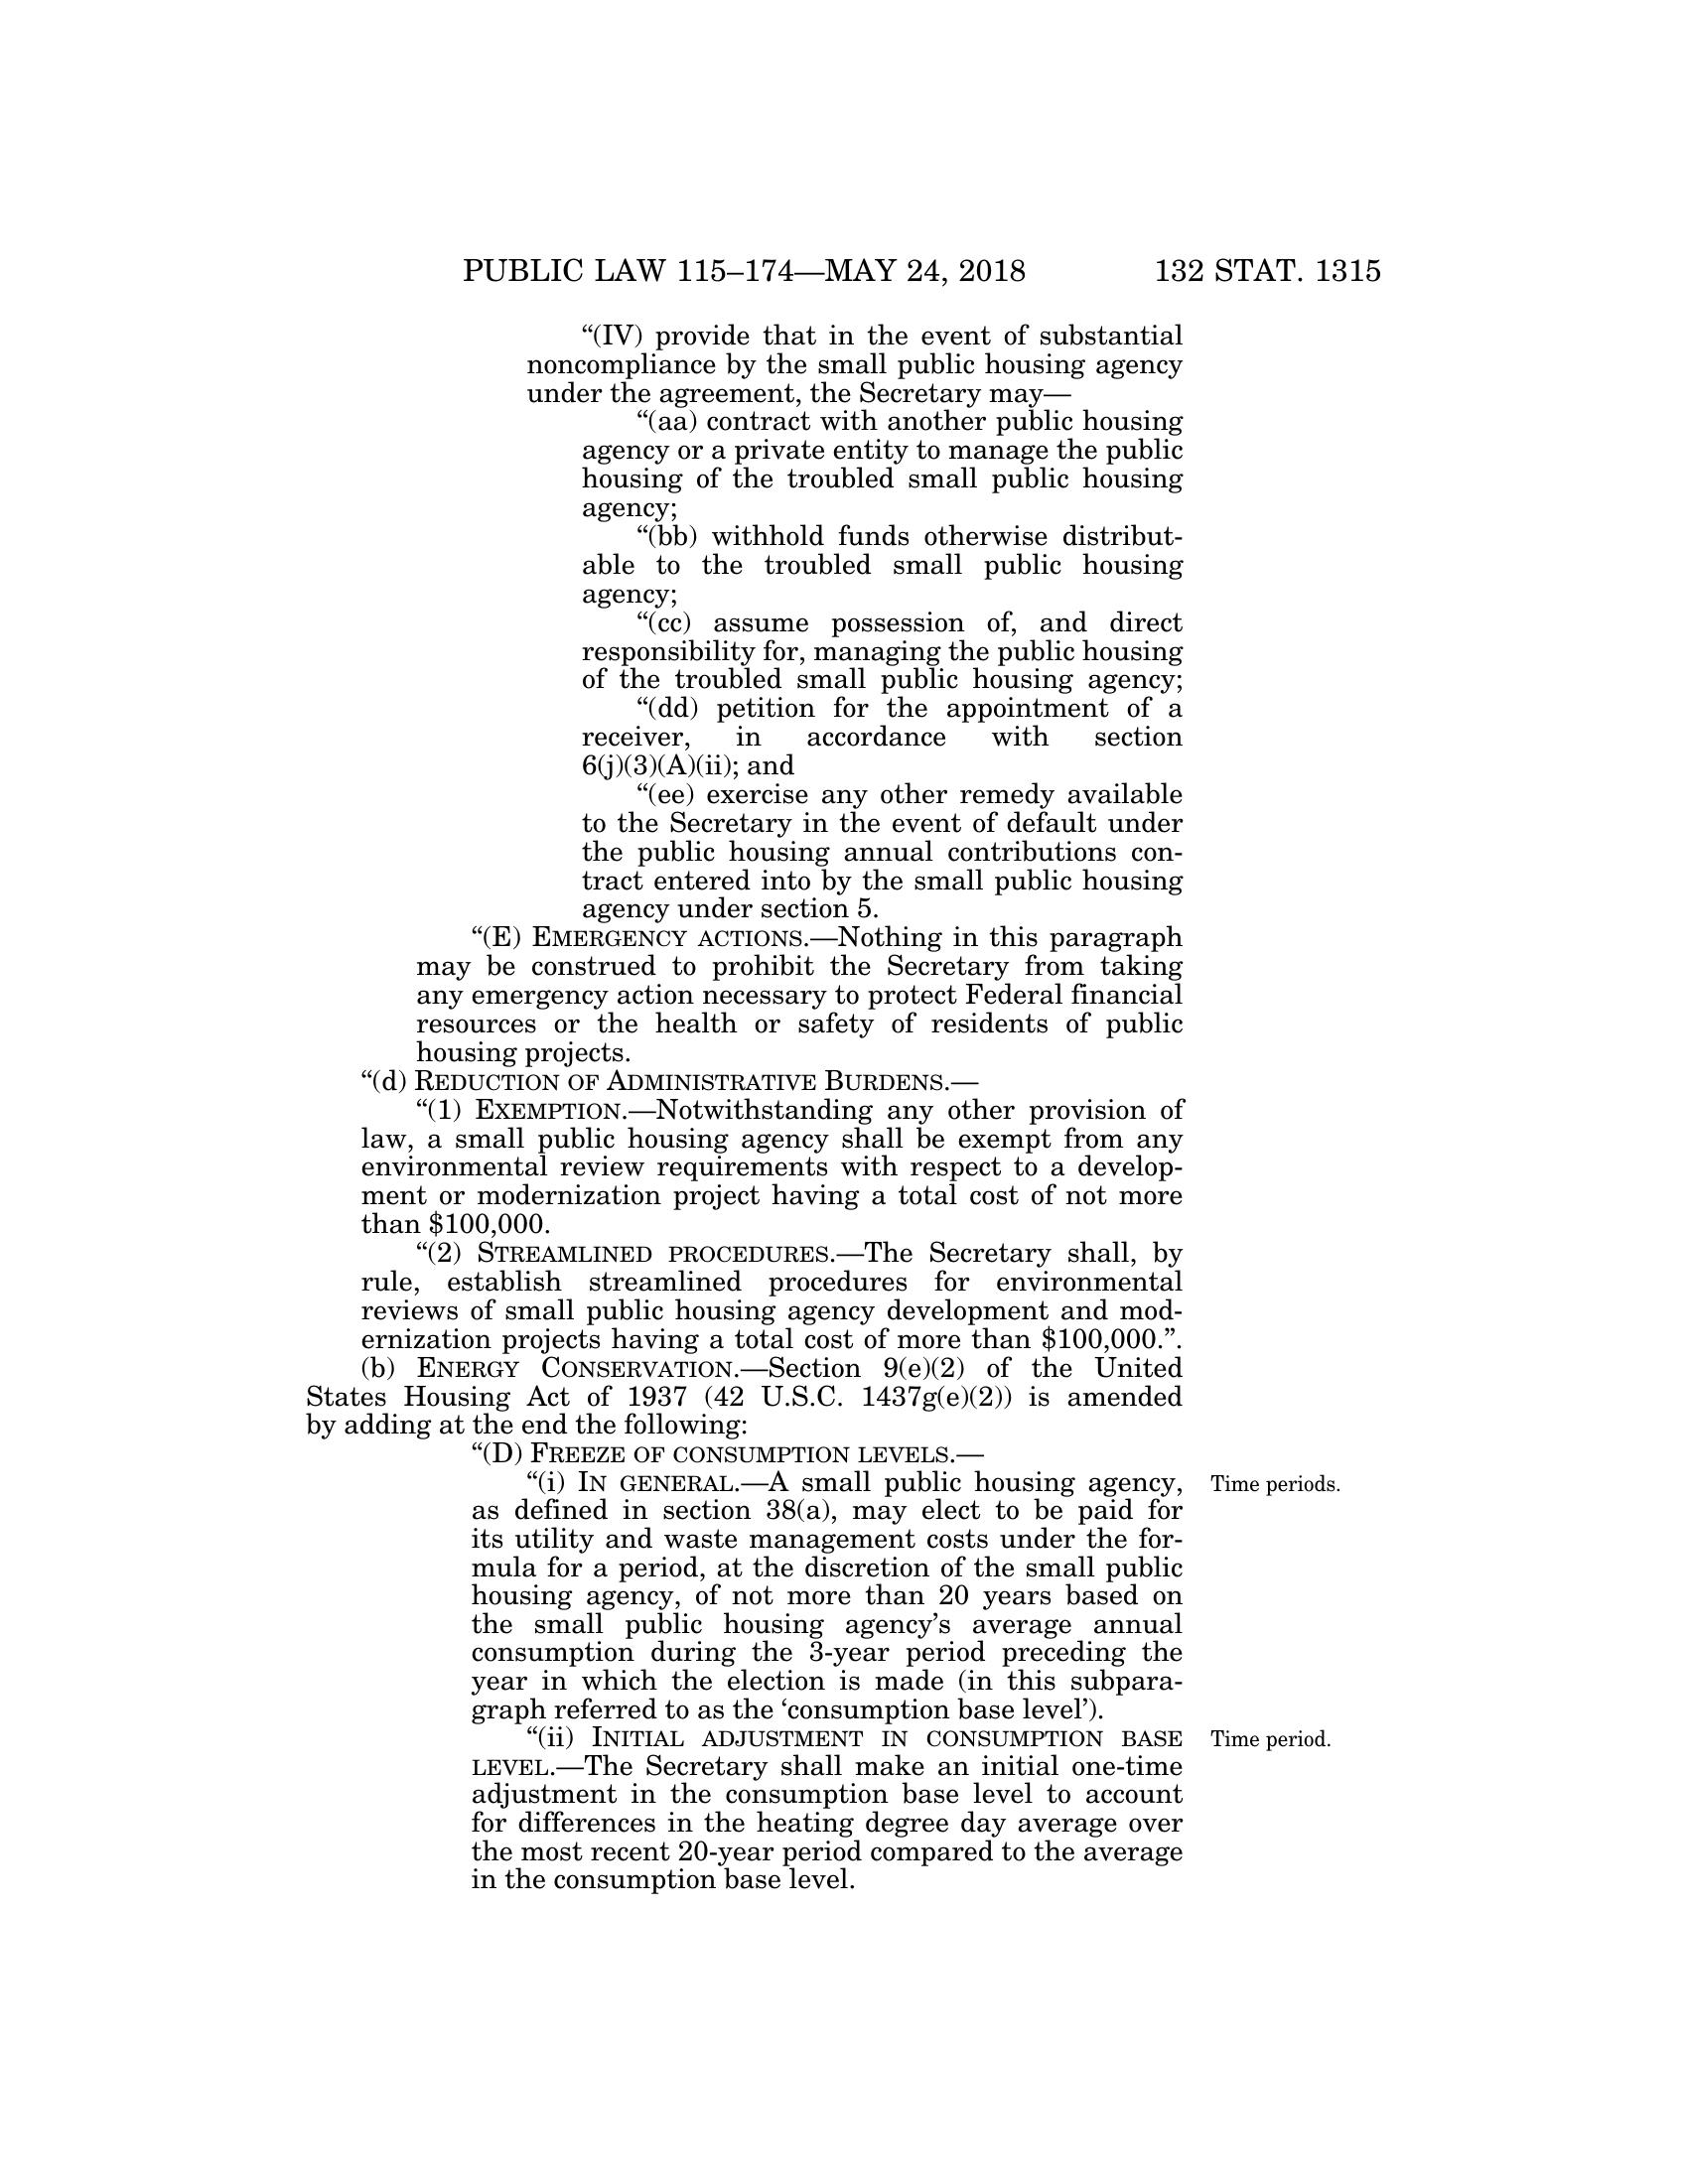 PUBLIC LAW 115–174—MAY 24, 2018 132 STAT. 1315
“(IV) provide that in the event of substantial
noncompliance by the small public housing agency
under the agreement, the Secretary may—
“(aa) contract with another public housing
agency or a private entity to manage the public
housing of the troubled small public housing
agency;
“(bb) withhold funds otherwise distribut-
able to the troubled small public housing
agency;
“(cc) assume possession of, and direct
responsibility for, managing the public housing
of the troubled small public housing agency;
“(dd) petition for the appointment of a
receiver, in accordance with section
6(j)(3)(A)(ii); and
“(ee) exercise any other remedy available
to the Secretary in the event of default under
the public housing annual contributions con-
tract entered into by the small public housing
agency under section 5.
“(E) EMERGENCY ACTIONS.—Nothing in this paragraph
may be construed to prohibit the Secretary from taking
any emergency action necessary to protect Federal financial
resources or the health or safety of residents of public
housing projects.
“(d) REDUCTION OF ADMINISTRATIVE BURDENS.—
“(1) EXEMPTION.—Notwithstanding any other provision of
law, a small public housing agency shall be exempt from any
environmental review requirements with respect to a develop-
ment or modernization project having a total cost of not more
than $100,000.
“(2) STREAMLINED PROCEDURES.—The Secretary shall, by
rule, establish streamlined procedures for environmental
reviews of small public housing agency development and mod-
ernization projects having a total cost of more than $100,000.”.
(b) ENERGY CONSERVATION.—Section 9(e)(2) of the United
States Housing Act of 1937 (42 U.S.C. 1437g(e)(2)) is amended
by adding at the end the following:
“(D) FREEZE OF CONSUMPTION LEVELS.—
“(i) IN GENERAL.—A small public housing agency, Time periods.
as defined in section 38(a), may elect to be paid for
its utility and waste management costs under the for-
mula for a period, at the discretion of the small public
housing agency, of not more than 20 years based on
the small public housing agency’s average annual
consumption during the 3-year period preceding the
year in which the election is made (in this subpara-
graph referred to as the ‘consumption base level’).
“(ii) INITIAL ADJUSTMENT IN CONSUMPTION BASE Time period.
LEVEL.—The Secretary shall make an initial one-time
adjustment in the consumption base level to account
for differences in the heating degree day average over
the most recent 20-year period compared to the average
in the consumption base level.